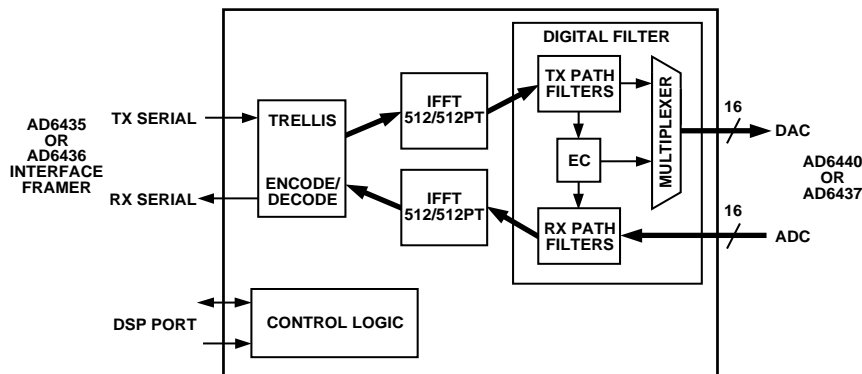 AD6435
OR
AD6436
INTERFACE
FRAMER
TX SERIAL
RX SERIAL
DSP PORT
TRELLIS
ENCODE/
DECODE
IFFT
512/512PT
IFFT
512/512PT
CONTROL LOGIC
DIGITAL FILTER
TX PATH
FILTERS
EC
RX PATH
FILTERS
MULTIPLEXER
16
DAC
AD6440
OR
AD6437
16
ADC